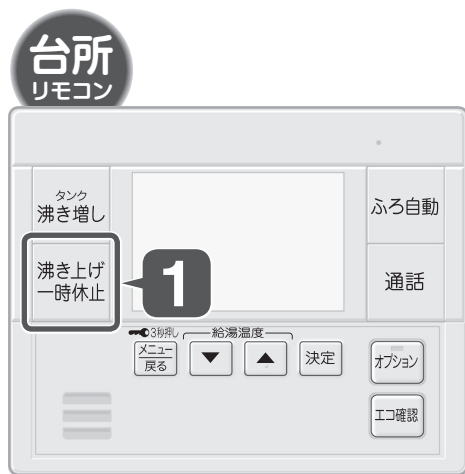 台所
リモコン
タンク
沸き増し
ふろ自動
沸き上げ
一時休止
1
通話
3秒押し
給湯温度
メニュー
戻る
▼
▲
決定
オプション
エコ確認